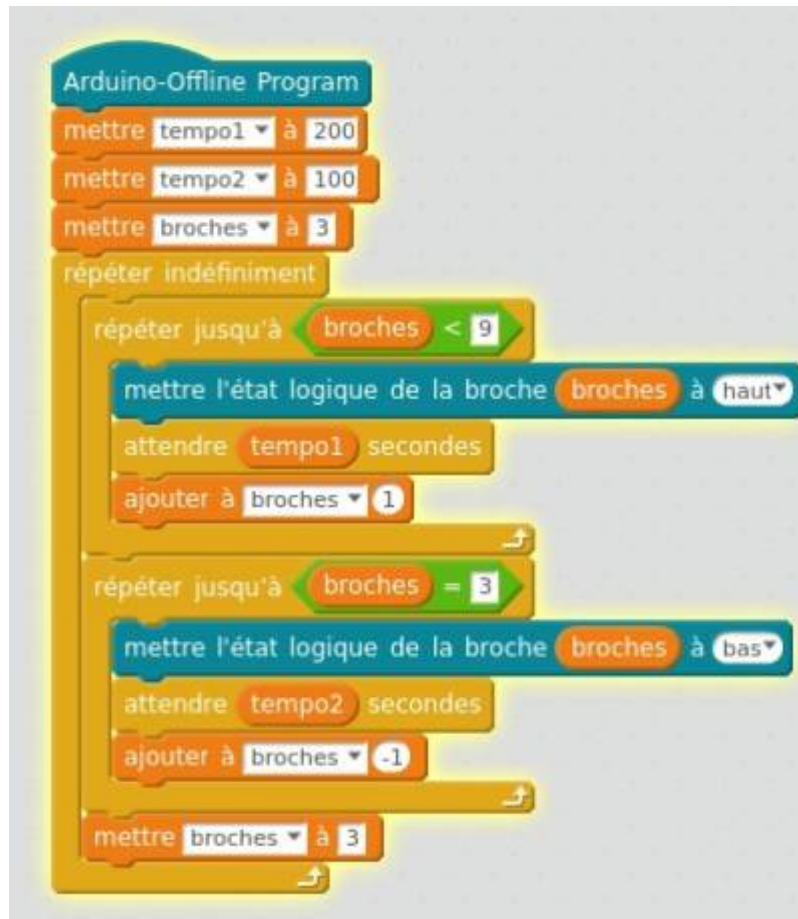 Arduino-Offline Program
mettre tempo1 à 200
mettre tempo2 à 100
mettre broches à 3
répéter indéfiniment
répéter jusqu'à broches < 9
mettre l'état logique de la broche broches à haut
attendre tempo1 secondes
ajouter à broches 1
répéter jusqu'à broches = 3
mettre l'état logique de la broche broches à bas
attendre tempo2 secondes
ajouter à broches -1
mettre broches à 3